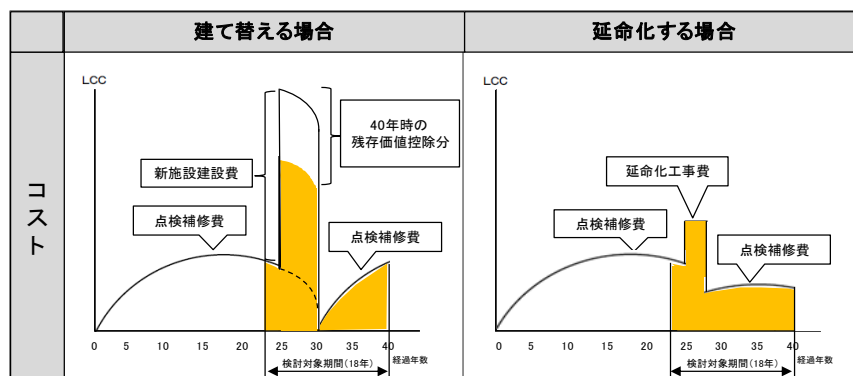 建て替える場合
延命化する場合
コスト
LCC
40年時の
残存価値控除分
新施設建設費
点検補修費
点検補修費
0 5 10 15 20 25 30 35 40
経過年数
検討対象期間(18年)
LCC
延命化工事費
点検補修費
点検補修費
0 5 10 15 20 25 30 35 40
経過年数
検討対象期間(18年)